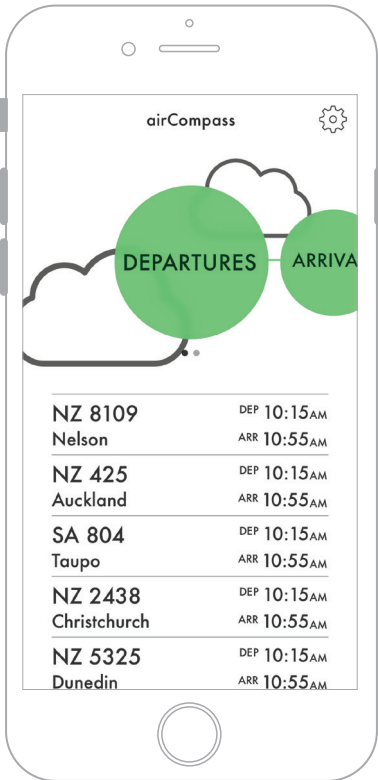 airCompass
DEPARTURES
ARRIVA
NZ 8109 DEP 10:15AM
Nelson ARR 10:55AM
NZ 425 DEP 10:15AM
Auckland ARR 10:55AM
SA 804 DEP 10:15AM
Taupo ARR 10:55AM
NZ 2438 DEP 10:15AM
Christchurch ARR 10:55AM
NZ 5325 DEP 10:15AM
Dunedin ARR 10:55AM